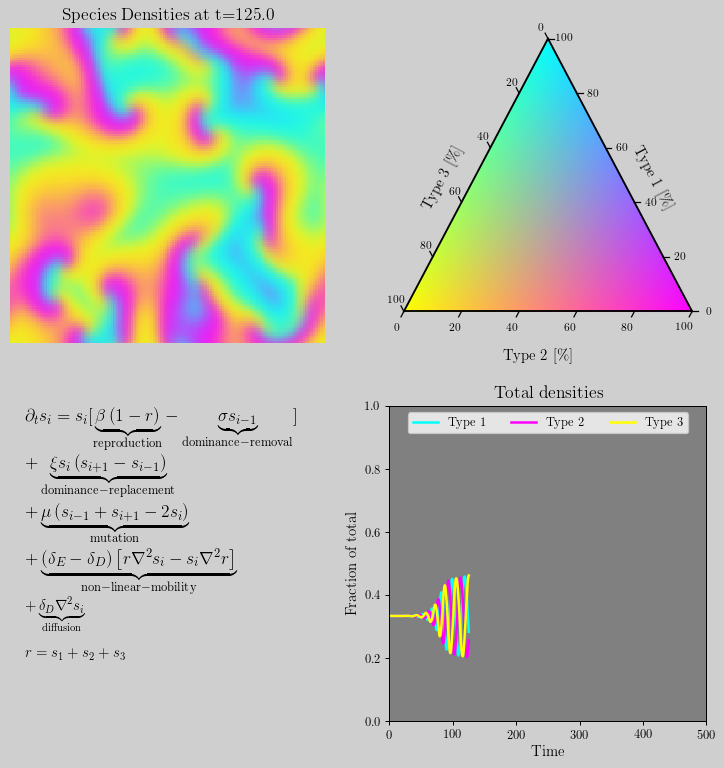 Species Densities at t=125.0
0
100
20
80
40
60
Type 3 [%]
Type 1 [%]
60
40
80
20
100
0
0 20 40 60 80 100
Type 2 [%]
∂ₜsᵢ = sᵢ[β (1 − r) − σsᵢ₋₁ ]
reproduction dominance−removal
+ ξsᵢ (sᵢ₊₁ − sᵢ₋₁)
dominance−replacement
+ μ (sᵢ₋₁ + sᵢ₊₁ − 2sᵢ)
mutation
+ (δ_E − δ_D) [r∇²sᵢ − sᵢ∇²r]
non−linear−mobility
+ δ_D∇²sᵢ
diffusion
r = s₁ + s₂ + s₃
Total densities
Type 1 Type 2 Type 3
Fraction of total
1.0
0.8
0.6
0.4
0.2
0.0
0 100 200 300 400 500
Time